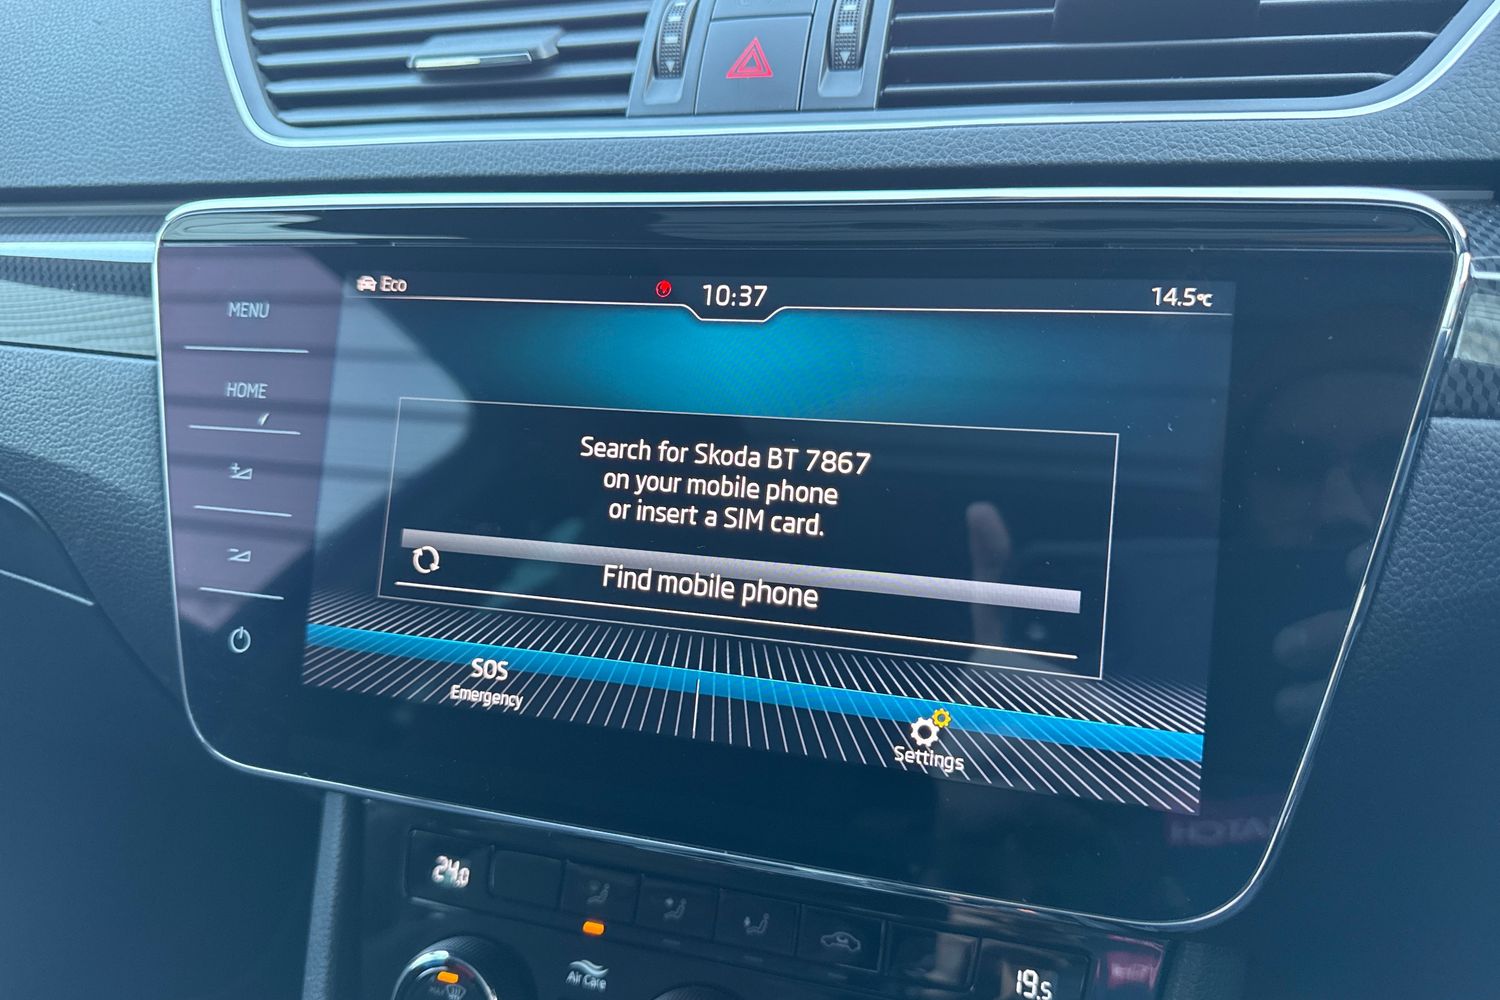 Eco
10:37
14.5°C
MENU
HOME
Search for Skoda BT 7867
on your mobile phone
or insert a SIM card.
Find mobile phone
SOS
Emergency
Settings
24.0
Air Care
MAX
19.5